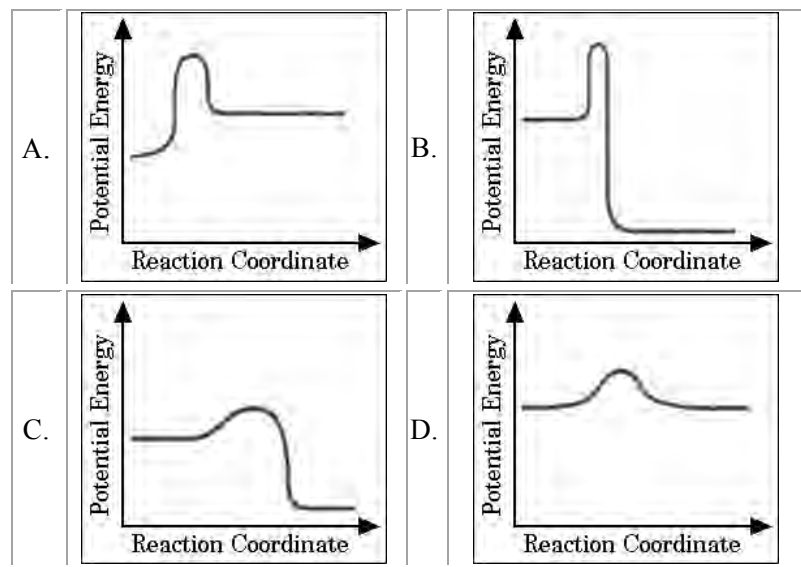 A.
Potential Energy
Reaction Coordinate
B.
Potential Energy
Reaction Coordinate
C.
Potential Energy
Reaction Coordinate
D.
Potential Energy
Reaction Coordinate